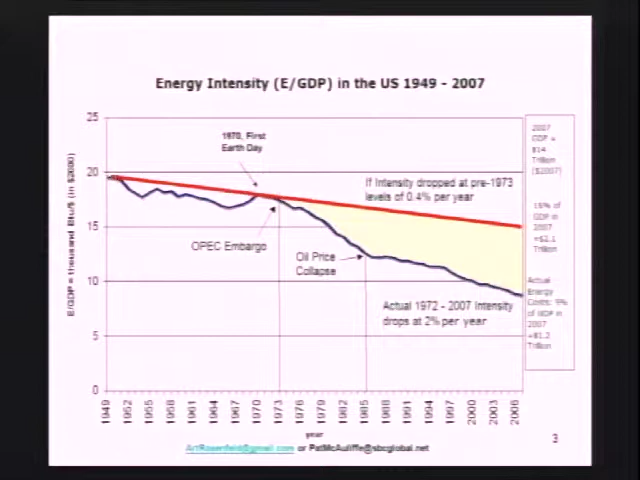 Energy Intensity (E/GDP) in the US 1949 - 2007
25
20
15
10
5
0
E/GDP = thousand Btu/$ (in $2000)
1970, First
Earth Day
If Intensity dropped at pre-1973
levels of 0.4% per year
OPEC Embargo
Oil Price
Collapse
Actual 1972 - 2007 Intensity
drops at 2% per year
2007
GDP =
$14
Trillion
($2007)
15% of
GDP in
2007
=$2.1
Trillion
Actual
Energy
Costs: 9%
of GDP in
2007
=$1.2
Trillion
1949
1952
1955
1958
1961
1964
1967
1970
1973
1976
1979
1982
1985
1988
1991
1994
1997
2000
2003
2006
year
ArtRosenfeld@gmail.com or PatMcAuliffe@sbcglobal.net
3